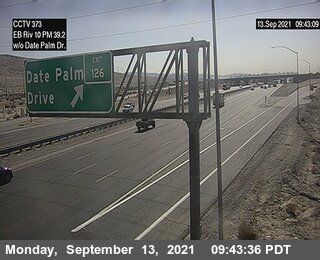 CCTV 373
EB Riv 10 PM 39.2
w/o Date Palm Dr.
13.Sep 2021 09:43:09
EXIT
126
Date Palm
Drive
Monday, September 13, 2021 09:43:36 PDT